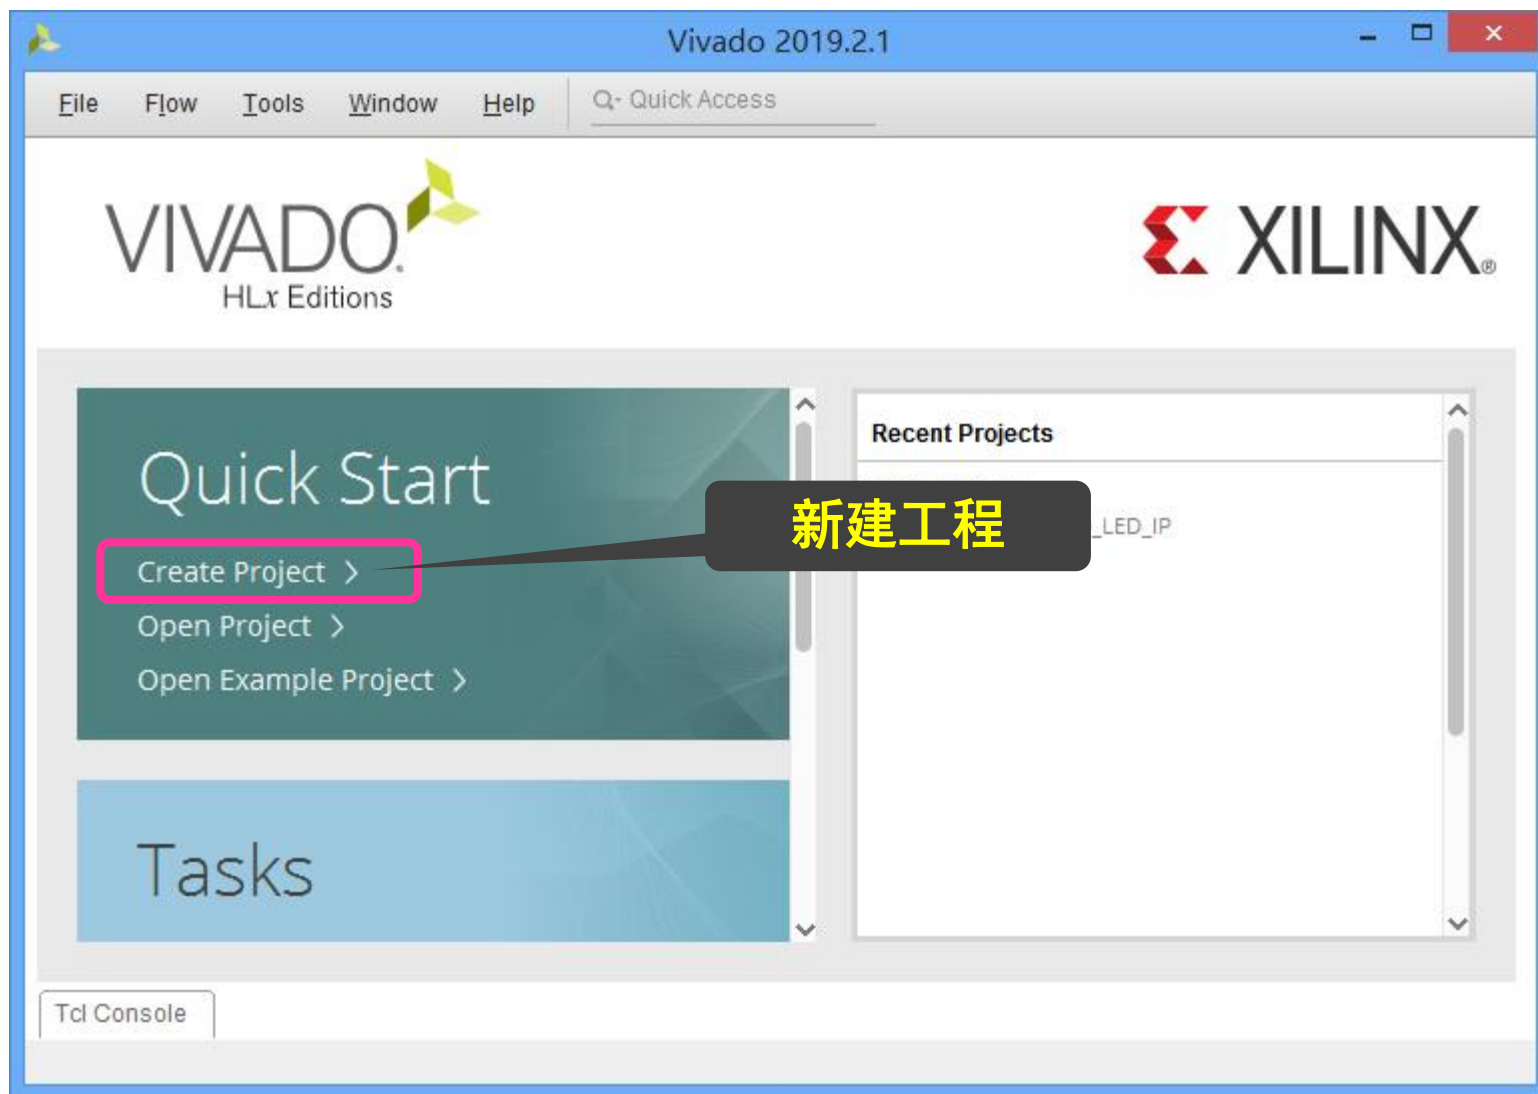 Vivado 2019.2.1
File Flow Tools Window Help Quick Access
VIVADO.
HLx Editions
XILINX®
Quick Start
Create Project >
Open Project >
Open Example Project >
Recent Projects
新建工程
_LED_IP
Tasks
Tcl Console